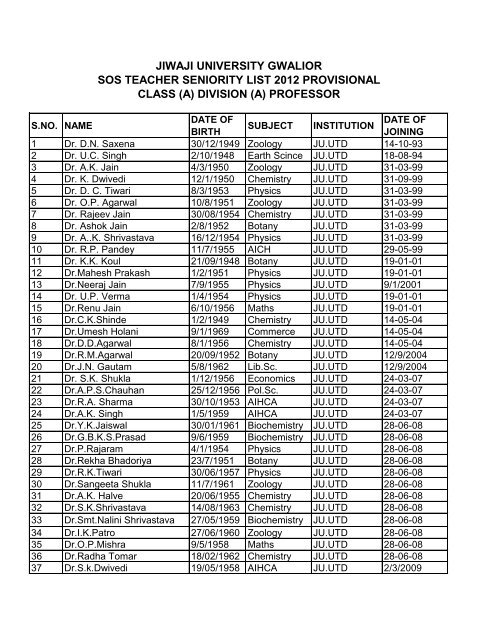 JIWAJI UNIVERSITY GWALIOR
SOS TEACHER SENIORITY LIST 2012 PROVISIONAL
CLASS (A) DIVISION (A) PROFESSOR
S.NO. NAME DATE OF BIRTH SUBJECT INSTITUTION DATE OF JOINING
1 Dr. D.N. Saxena 30/12/1949 Zoology JU.UTD 14-10-93
2 Dr. U.C. Singh 2/10/1948 Earth Scince JU.UTD 18-08-94
3 Dr. A.K. Jain 4/3/1950 Zoology JU.UTD 31-03-99
4 Dr. K. Dwivedi 12/1/1950 Chemistry JU.UTD 31-09-99
5 Dr. D. C. Tiwari 8/3/1953 Physics JU.UTD 31-03-99
6 Dr. O.P. Agarwal 10/8/1951 Zoology JU.UTD 31-03-99
7 Dr. Rajeev Jain 30/08/1954 Chemistry JU.UTD 31-03-99
8 Dr. Ashok Jain 2/8/1952 Botany JU.UTD 31-03-99
9 Dr. A..K. Shrivastava 16/12/1954 Physics JU.UTD 31-03-99
10 Dr. R.P. Pandey 11/7/1955 AICH JU.UTD 29-05-99
11 Dr. K.K. Koul 21/09/1948 Botany JU.UTD 19-01-01
12 Dr.Mahesh Prakash 1/2/1951 Physics JU.UTD 19-01-01
13 Dr.Neeraj Jain 7/9/1955 Physics JU.UTD 9/1/2001
14 Dr. U.P. Verma 1/4/1954 Physics JU.UTD 19-01-01
15 Dr.Renu Jain 6/10/1956 Maths JU.UTD 19-01-01
16 Dr.C.K.Shinde 1/2/1949 Chemistry JU.UTD 14-05-04
17 Dr.Umesh Holani 9/1/1969 Commerce JU.UTD 14-05-04
18 Dr.D.D.Agarwal 8/1/1956 Chemistry JU.UTD 14-05-04
19 Dr.R.M.Agarwal 20/09/1952 Botany JU.UTD 12/9/2004
20 Dr.J.N. Gautam 5/8/1962 Lib.Sc. JU.UTD 12/9/2004
21 Dr. S.K. Shukla 1/12/1956 Economics JU.UTD 24-03-07
22 Dr.A.P.S.Chauhan 25/12/1956 Pol.Sc. JU.UTD 24-03-07
23 Dr.R.A. Sharma 30/10/1953 AIHCA JU.UTD 24-03-07
24 Dr.A.K. Singh 1/5/1959 AIHCA JU.UTD 24-03-07
25 Dr.Y.K.Jaiswal 30/01/1961 Biochemistry JU.UTD 28-06-08
26 Dr.G.B.K.S.Prasad 9/6/1959 Biochemistry JU.UTD 28-06-08
27 Dr.P.Rajaram 4/1/1954 Physics JU.UTD 28-06-08
28 Dr.Rekha Bhadoriya 23/7/1951 Botany JU.UTD 28-06-08
29 Dr.R.K.Tiwari 30/06/1957 Physics JU.UTD 28-06-08
30 Dr.Sangeeta Shukla 11/7/1961 Zoology JU.UTD 28-06-08
31 Dr.A.K. Halve 20/06/1955 Chemistry JU.UTD 28-06-08
32 Dr.S.K.Shrivastava 14/08/1963 Chemistry JU.UTD 28-06-08
33 Dr.Smt.Nalini Shrivastava 27/05/1959 Biochemistry JU.UTD 28-06-08
34 Dr.I.K.Patro 27/06/1960 Zoology JU.UTD 28-06-08
35 Dr.O.P.Mishra 9/5/1958 Maths JU.UTD 28-06-08
36 Dr.Radha Tomar 18/02/1962 Chemistry JU.UTD 28-06-08
37 Dr.S.k.Dwivedi 19/05/1958 AIHCA JU.UTD 2/3/2009